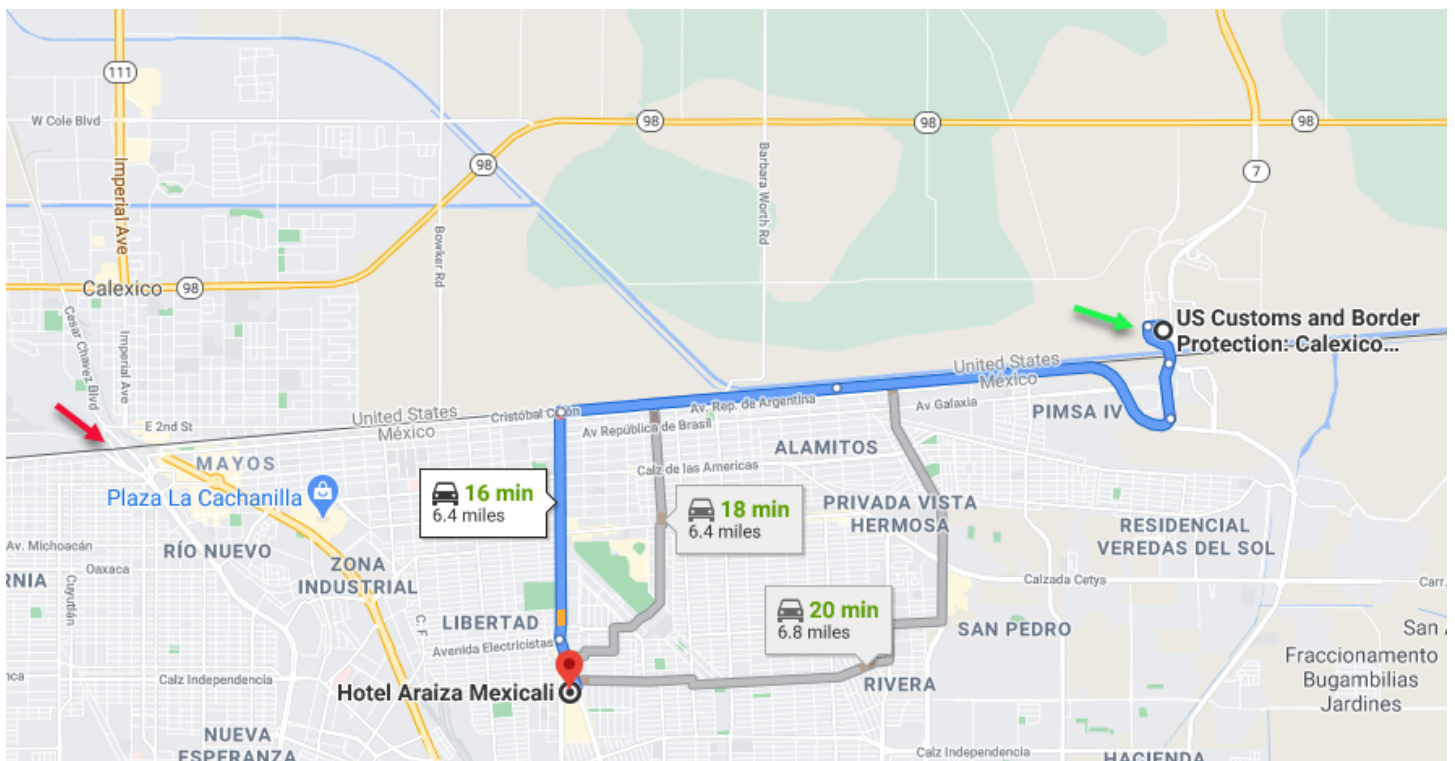 111
W Cole Blvd
98
98
98
98
Imperial Ave
Barbara Worth Rd
7
Bowker Rd
Calexico
98
Cesar Chavez Blvd
Imperial Ave
US Customs and Border
Protection: Calexico...
United States
México
E 2nd St
United States
México
Cristóbal Colón
Av. Rep. de Argentina
Av Galaxia
PIMSA IV
Av República de Brasil
MAYOS
ALAMITOS
Calz de las Americas
Plaza La Cachanilla
16 min
6.4 miles
18 min
6.4 miles
PRIVADA VISTA
HERMOSA
RESIDENCIAL
VEREDAS DEL SOL
Av. Michoacán
RÍO NUEVO
Oaxaca
ZONA
INDUSTRIAL
RNIA
Cuyutlán
Calzada Cetys
Carr.
20 min
6.8 miles
C. F.
LIBERTAD
Avenida Electricistas
SAN PEDRO
San
Fraccionamento
Bugambilias
Jardines
nca
Calz Independencia
Hotel Araiza Mexicali
RIVERA
NUEVA
ESPERANZA
Calz Independencia
HACIENDA